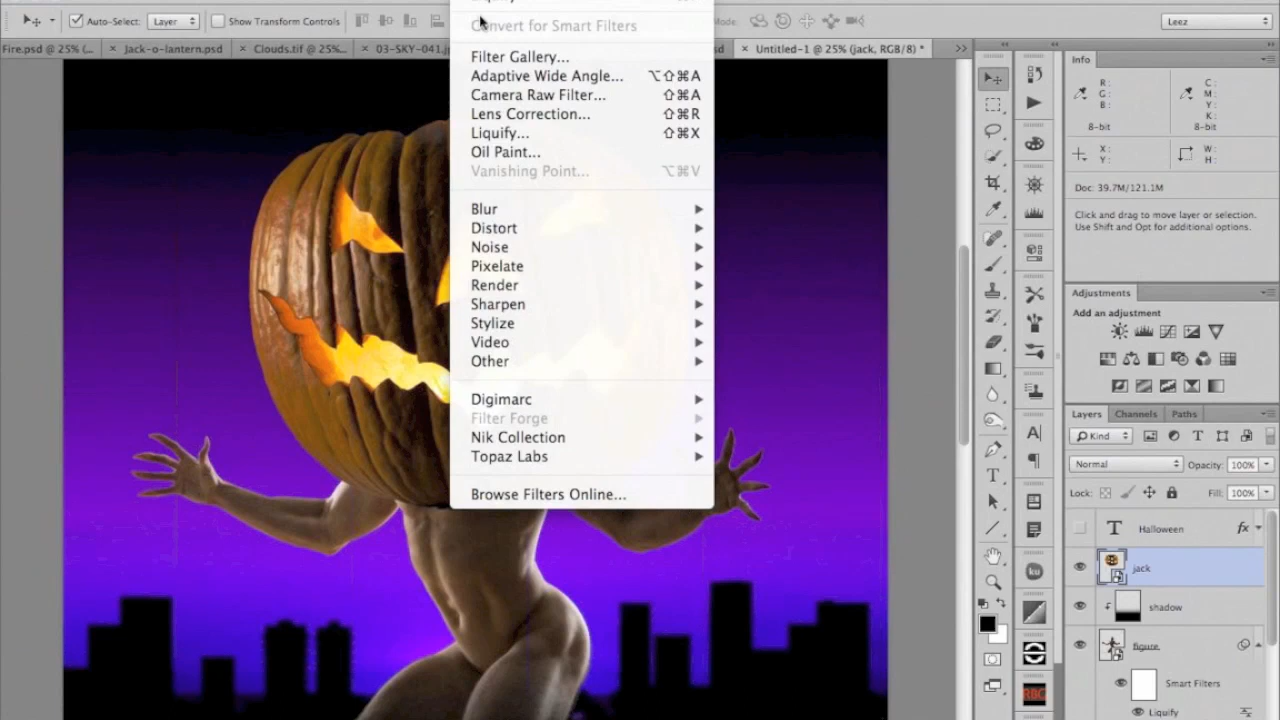 Auto-Select: Layer Show Transform Controls Mode: Leez
Fire.psd @ 25% (... × Jack-o-lantern.psd × Clouds.tif @ 25%... × 03-SKY-041.j sd × Untitled-1 @ 25% (jack, RGB/8) * >>
Convert for Smart Filters
Filter Gallery...
Adaptive Wide Angle... ⌥⇧⌘A
Camera Raw Filter... ⇧⌘A
Lens Correction... ⇧⌘R
Liquify... ⇧⌘X
Oil Paint...
Vanishing Point... ⌥⌘V
Blur
Distort
Noise
Pixelate
Render
Sharpen
Stylize
Video
Other
Digimarc
Filter Forge
Nik Collection
Topaz Labs
Browse Filters Online...
Info
R: C:
G: M:
B: Y:
K:
8-bit 8-bit
X: W:
Y: H:
Doc: 39.7M/121.1M
Click and drag to move layer or selection.
Use Shift and Opt for additional options.
Adjustments
Add an adjustment
Layers Channels Paths
Kind
Normal Opacity: 100%
Lock: Fill: 100%
T Halloween fx
jack
shadow
figure
Smart Filters
Liquify
ku
RBG